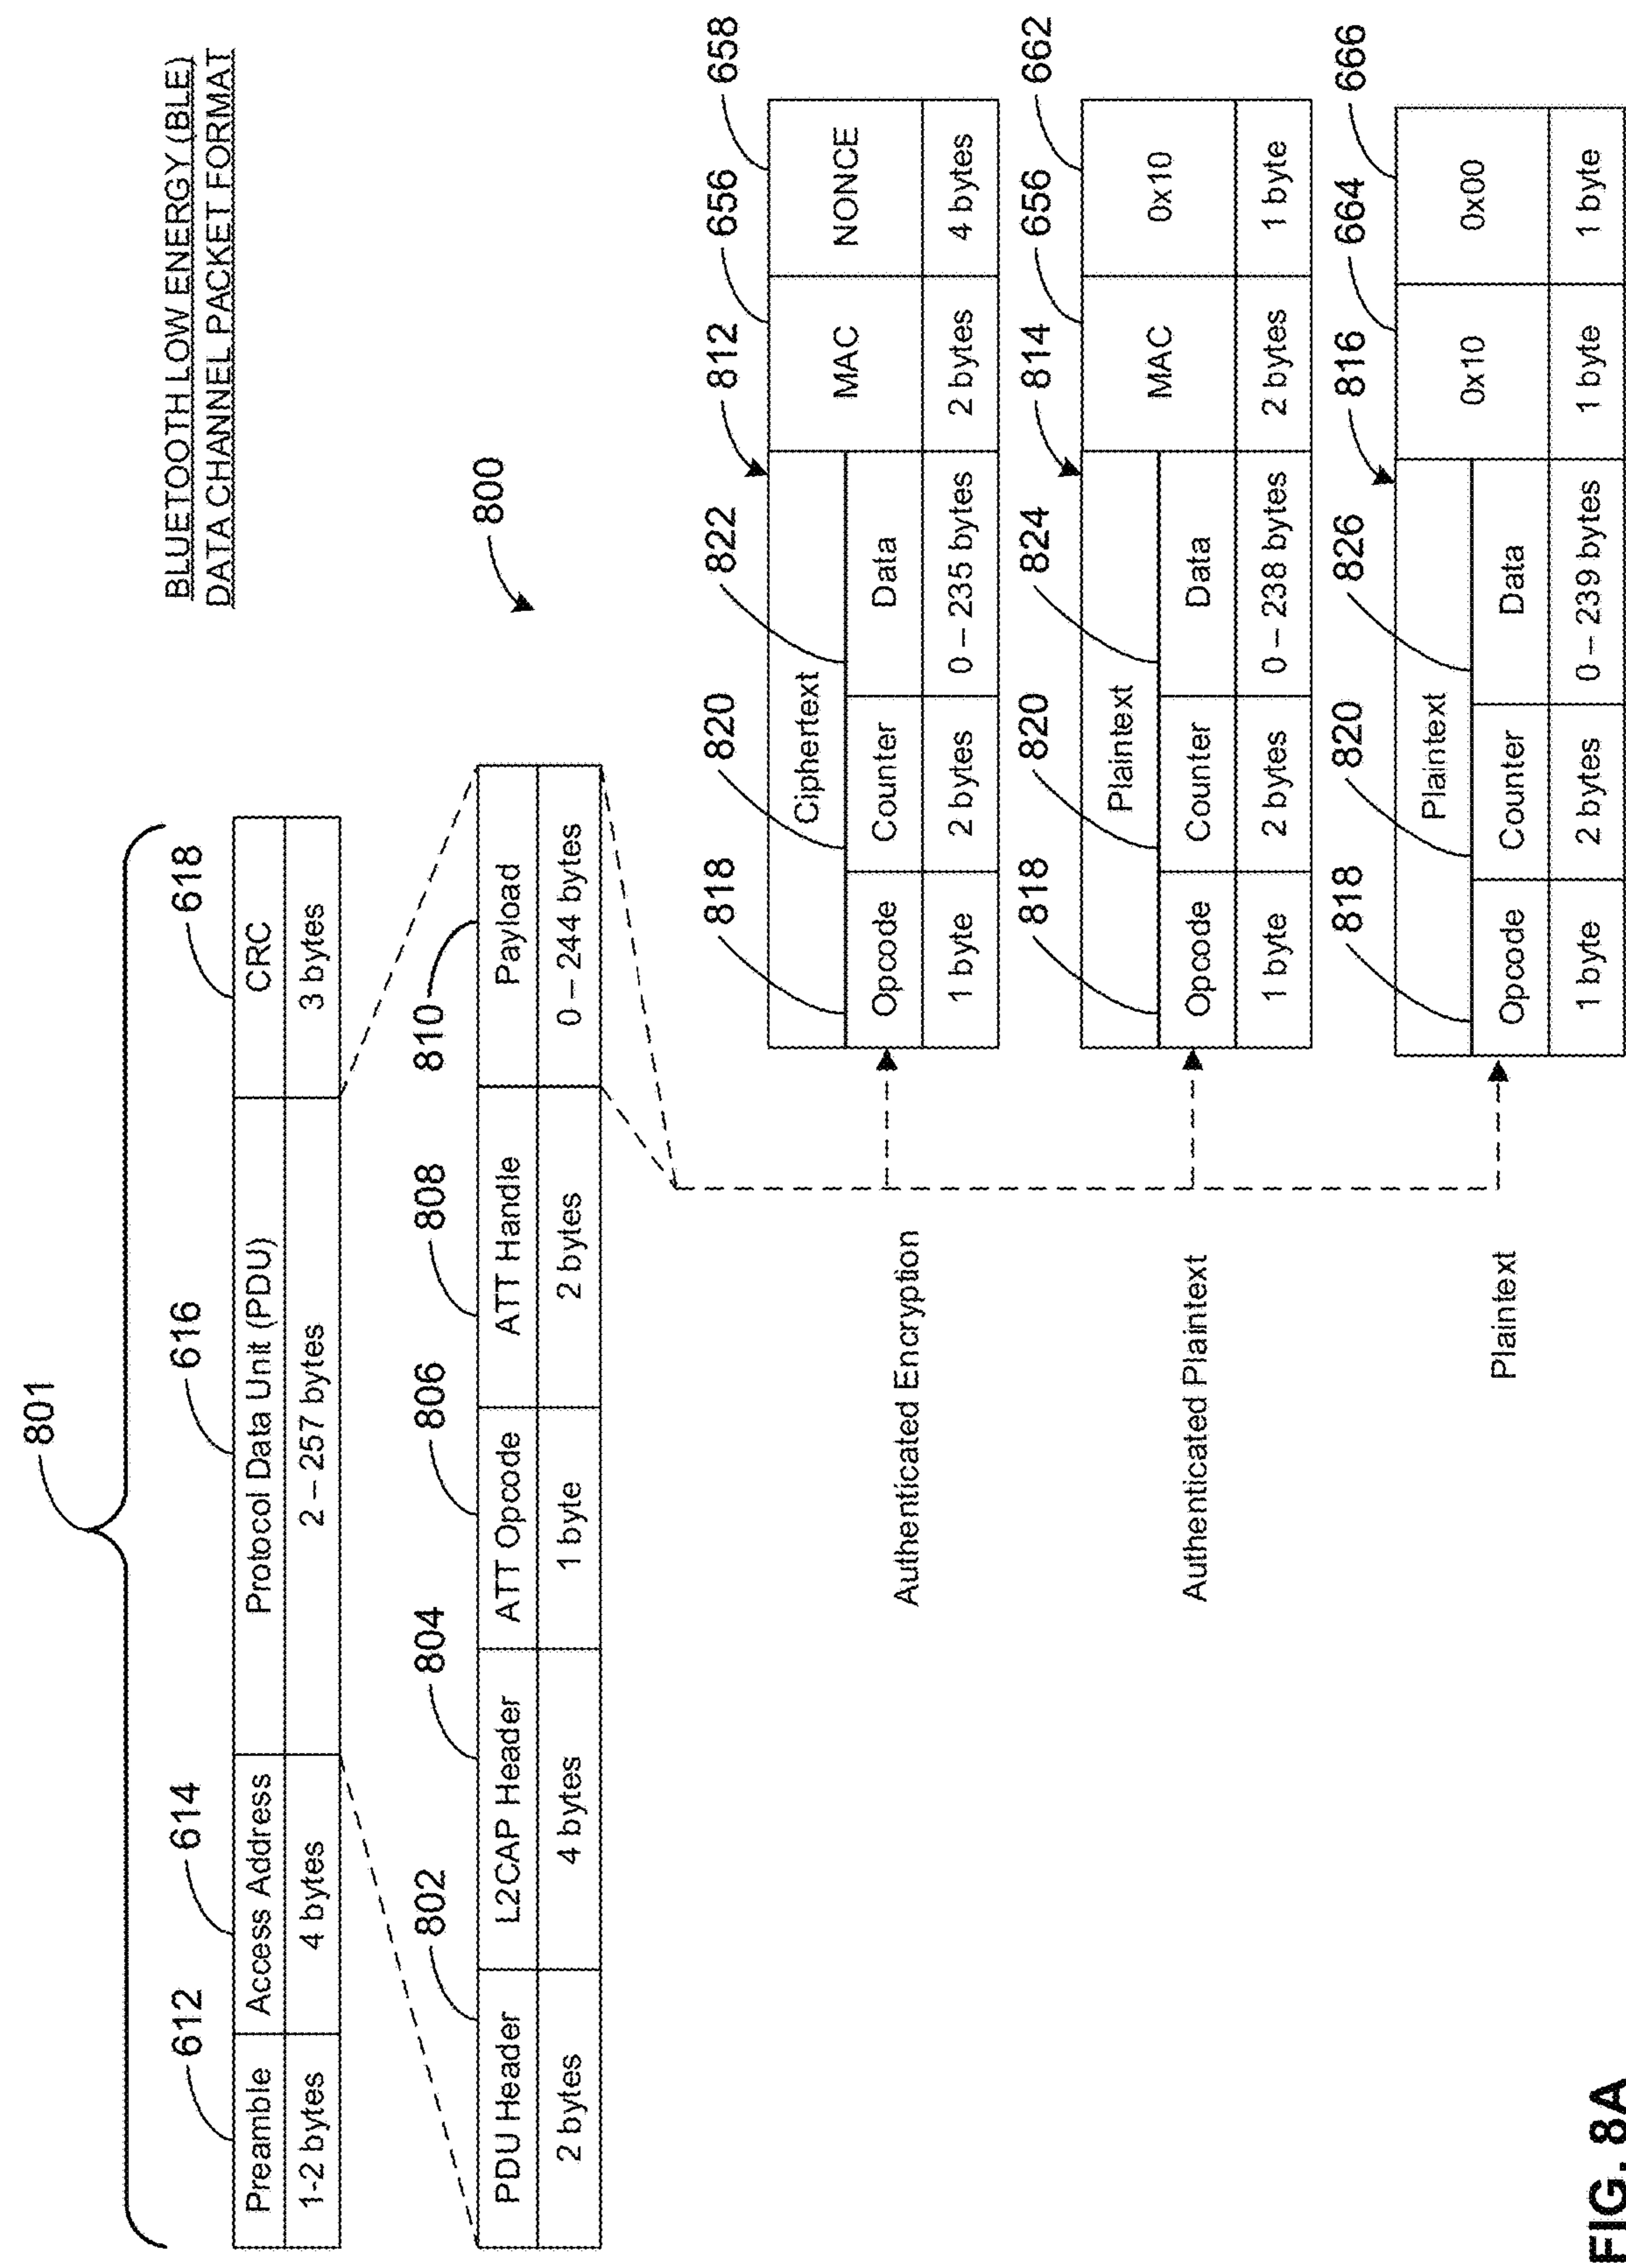 BLUETOOTH LOW ENERGY (BLE)
DATA CHANNEL PACKET FORMAT
801
612
614
616
618
Preamble
Access Address
Protocol Data Unit (PDU)
CRC
1-2 bytes
4 bytes
2 – 257 bytes
3 bytes
800
802
804
806
808
810
PDU Header
L2CAP Header
ATT Opcode
ATT Handle
Payload
2 bytes
4 bytes
1 byte
2 bytes
0 – 244 bytes
Authenticated Encryption
818
820
822
812
656
658
Ciphertext
MAC
NONCE
Opcode
Counter
Data
1 byte
2 bytes
0 – 235 bytes
2 bytes
4 bytes
Authenticated Plaintext
818
820
824
814
656
662
Plaintext
MAC
0x10
Opcode
Counter
Data
1 byte
2 bytes
0 – 238 bytes
2 bytes
1 byte
Plaintext
818
820
826
816
664
666
Plaintext
0x10
0x00
Opcode
Counter
Data
1 byte
2 bytes
0 – 239 bytes
1 byte
1 byte
FIG. 8A